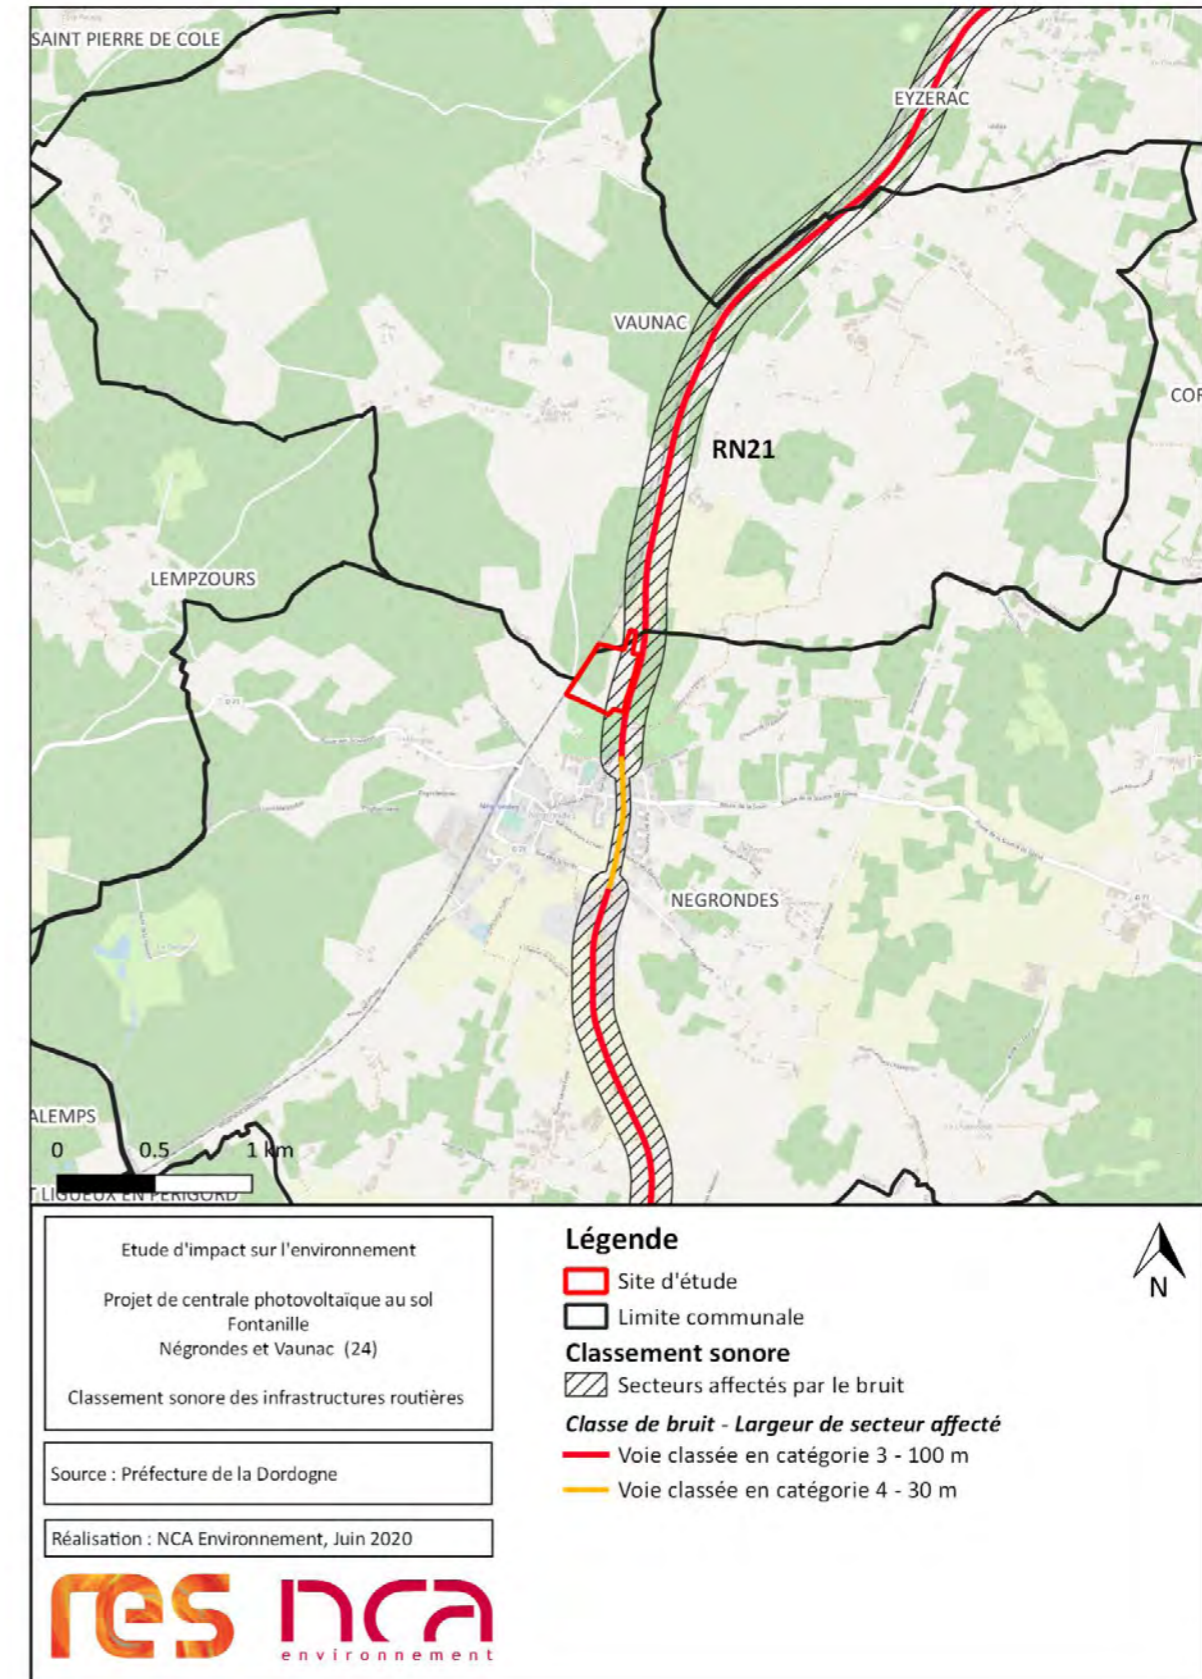 SAINT PIERRE DE COLE
EYZERAC
VAUNAC
COR
RN21
LEMPZOURS
NEGRONDES
ALEMPS
0 0.5 1 km
T LIGUEUX EN PERIGORD
Etude d'impact sur l'environnement
Projet de centrale photovoltaïque au sol
Fontanille
Négrondes et Vaunac (24)
Classement sonore des infrastructures routières
Source : Préfecture de la Dordogne
Réalisation : NCA Environnement, Juin 2020
res
nca
environnement
Légende
Site d'étude
Limite communale
Classement sonore
Secteurs affectés par le bruit
Classe de bruit - Largeur de secteur affecté
Voie classée en catégorie 3 - 100 m
Voie classée en catégorie 4 - 30 m
N